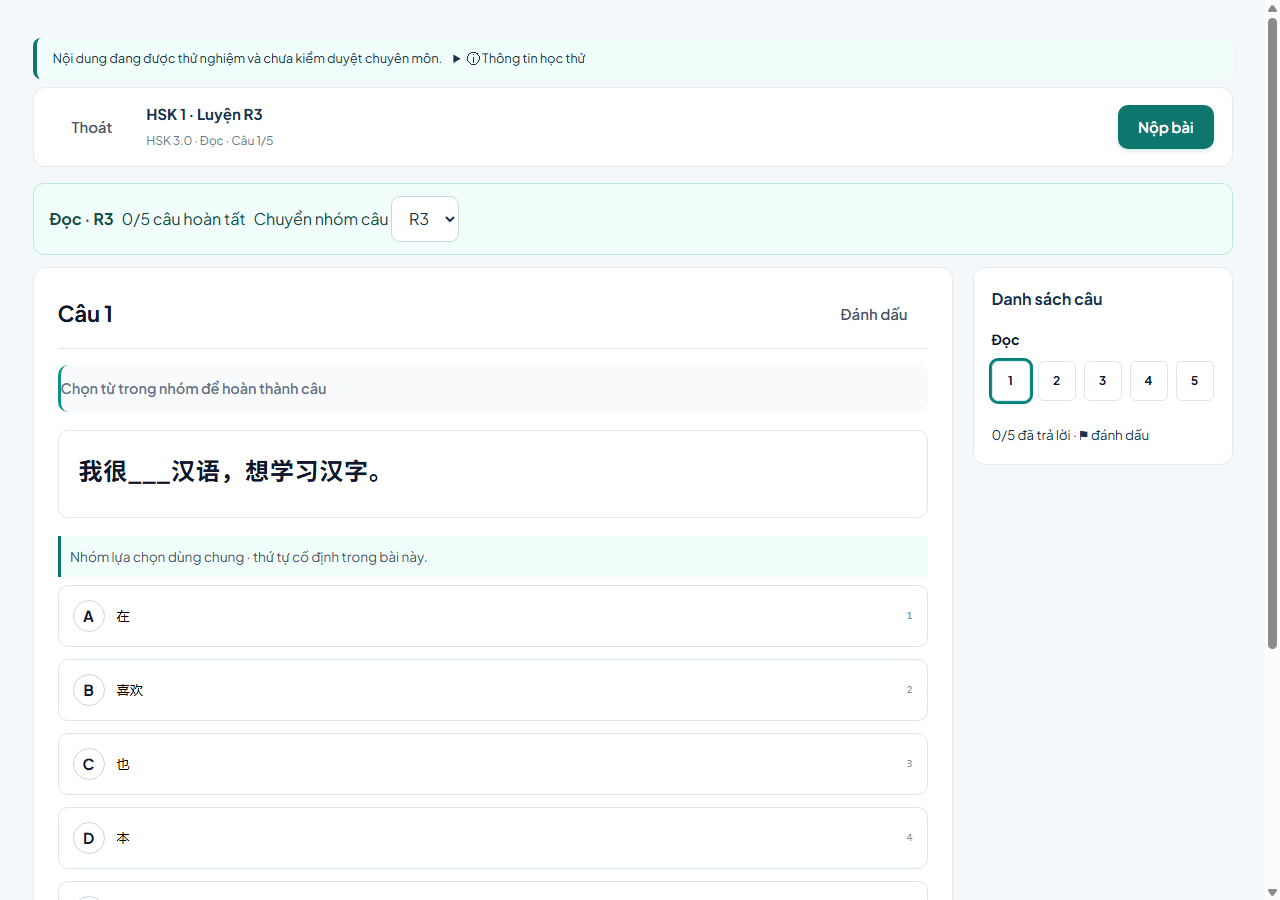 Nội dung đang được thử nghiệm và chưa kiểm duyệt chuyên môn. ▶ ⓘ Thông tin học thử
Thoát
HSK 1 · Luyện R3
HSK 3.0 · Đọc · Câu 1/5
Nộp bài
Đọc · R3 0/5 câu hoàn tất Chuyển nhóm câu R3
Câu 1
Đánh dấu
Chọn từ trong nhóm để hoàn thành câu
我很___汉语，想学习汉字。
Nhóm lựa chọn dùng chung · thứ tự cố định trong bài này.
A 在 1
B 喜欢 2
C 也 3
D 本 4
Danh sách câu
Đọc
1 2 3 4 5
0/5 đã trả lời · ⚑ đánh dấu